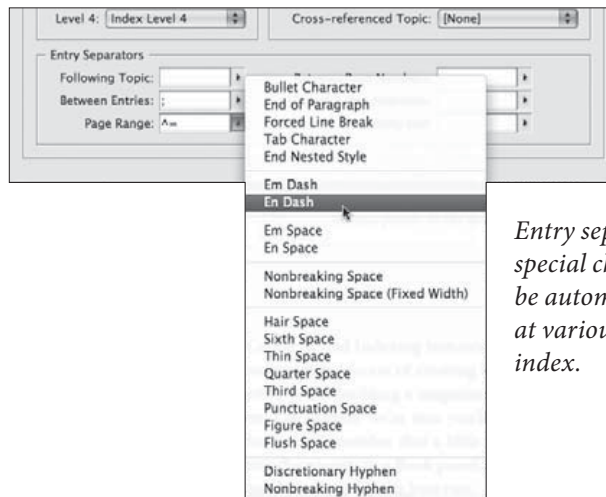 Level 4: Index Level 4
Cross-referenced Topic: [None]
Entry Separators
Following Topic:
Between Entries: ;
Page Range: ^=
Bullet Character
End of Paragraph
Forced Line Break
Tab Character
End Nested Style
Em Dash
En Dash
Em Space
En Space
Nonbreaking Space
Nonbreaking Space (Fixed Width)
Hair Space
Sixth Space
Thin Space
Quarter Space
Third Space
Punctuation Space
Figure Space
Flush Space
Discretionary Hyphen
Nonbreaking Hyphen
Entry sep
special ch
be autom
at variou
index.